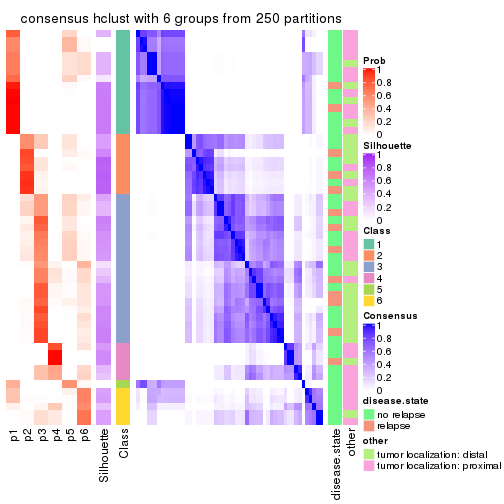 consensus hclust with 6 groups from 250 partitions
Prob
1
0.8
0.6
0.4
0.2
0
Silhouette
1
0.8
0.6
0.4
0.2
0
Class
1
2
3
4
5
6
Consensus
1
0.8
0.6
0.4
0.2
0
disease.state
no relapse
relapse
other
tumor localization: distal
tumor localization: proximal
p1
p2
p3
p4
p5
p6
Silhouette
Class
disease.state
other